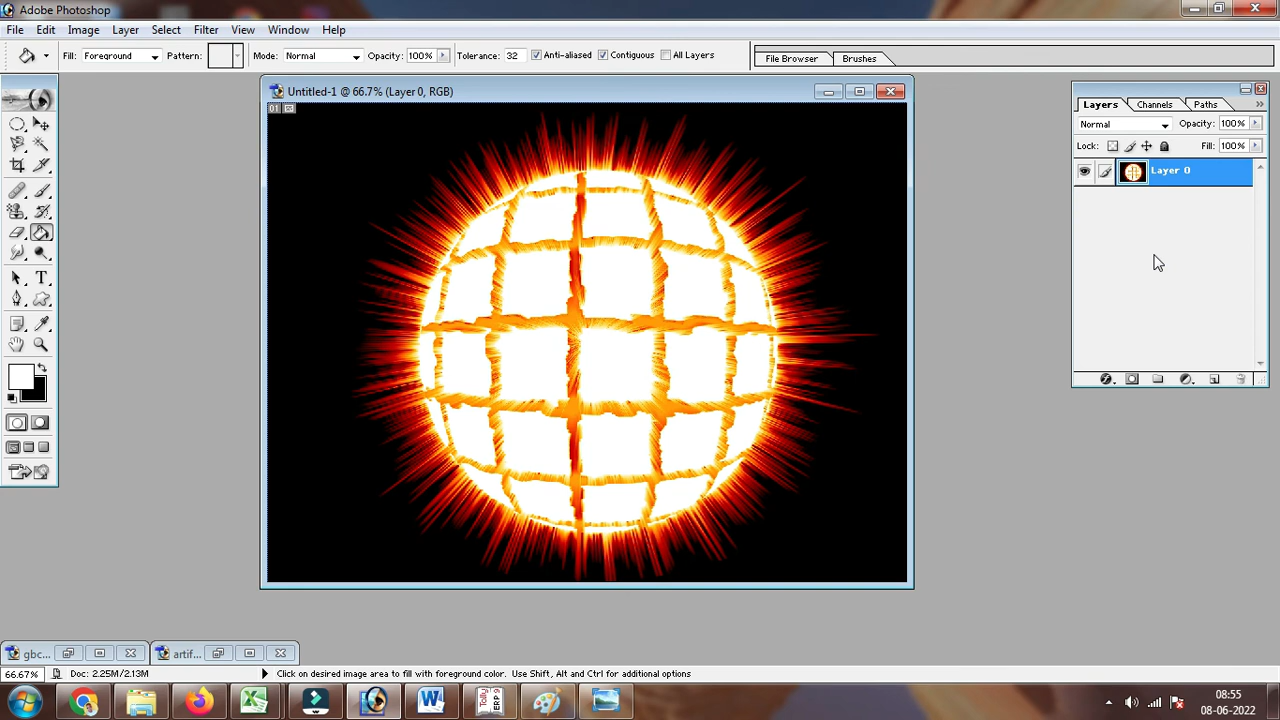 Adobe Photoshop
File Edit Image Layer Select Filter View Window Help
Fill: Foreground Pattern: Mode: Normal Opacity: 100% Tolerance: 32 Anti-aliased Contiguous All Layers File Browser Brushes
Untitled-1 @ 66.7% (Layer 0, RGB)
01
Layers Channels Paths
Normal Opacity: 100%
Lock: Fill: 100%
Layer 0
T
gbc... artif...
66.67% Doc: 2.25M/2.13M Click on desired image area to fill with foreground color. Use Shift, Alt and Ctrl for additional options
Tally
ERP 9
08:55
08-06-2022